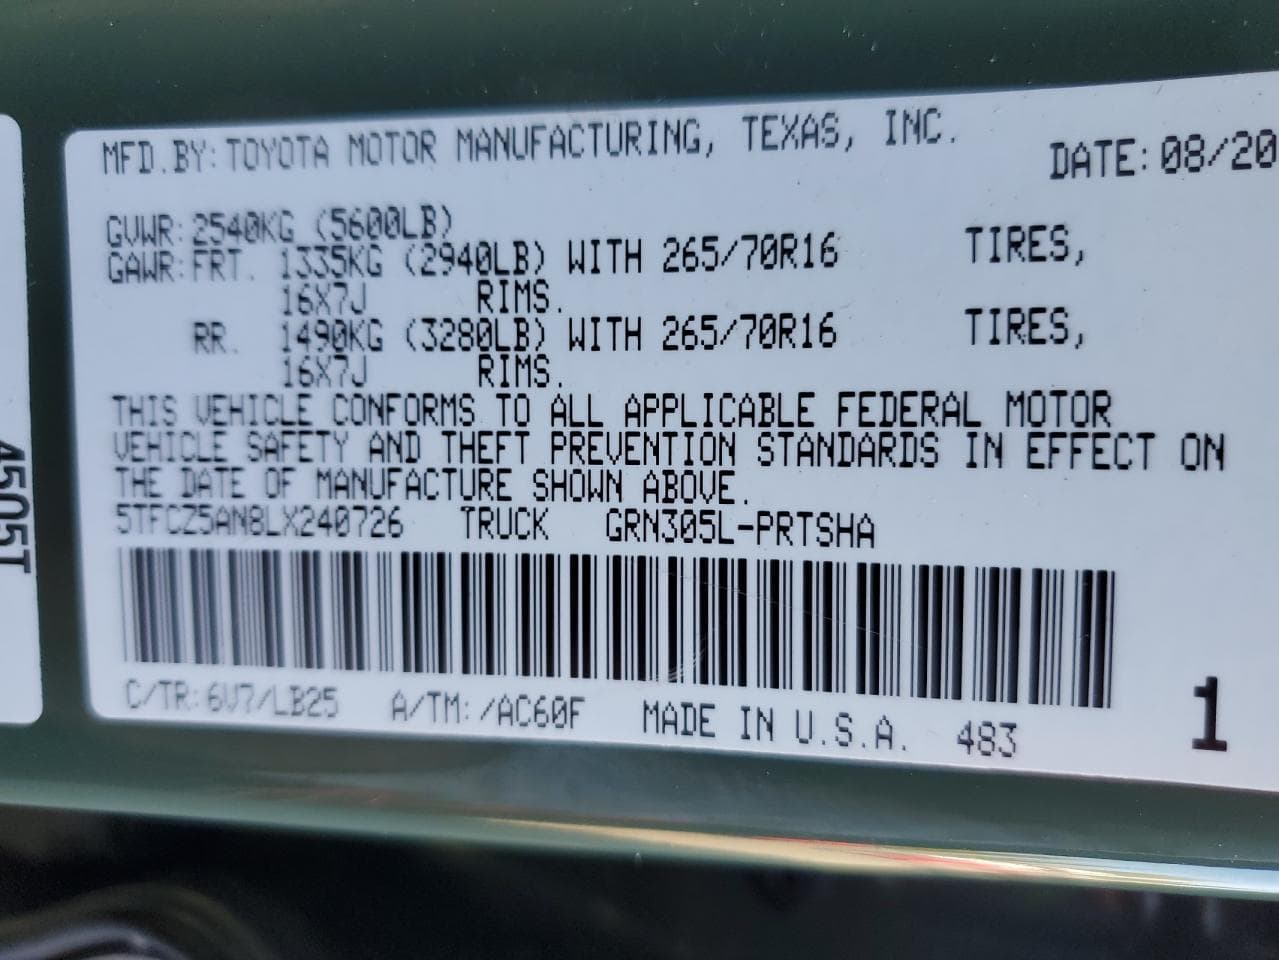 MFD.BY:TOYOTA MOTOR MANUFACTURING, TEXAS, INC. DATE:08/20
GVWR:2540KG (5600LB)
GAWR:FRT. 1335KG (2940LB) WITH 265/70R16 TIRES,
16X7J RIMS.
RR. 1490KG (3280LB) WITH 265/70R16 TIRES,
16X7J RIMS.
THIS VEHICLE CONFORMS TO ALL APPLICABLE FEDERAL MOTOR
VEHICLE SAFETY AND THEFT PREVENTION STANDARDS IN EFFECT ON
THE DATE OF MANUFACTURE SHOWN ABOVE.
5TFCZ5AN8LX240726 TRUCK GRN305L-PRTSHA
C/TR:6V7/LB25 A/TM:/AC60F MADE IN U.S.A. 483
1
4505T